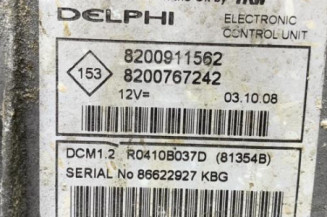 DELPHI
ELECTRONIC
CONTROL UNIT
153
8200911562
8200767242
12V= 03.10.08
DCM1.2 R0410B037D (81354B)
SERIAL No 86622927 KBG